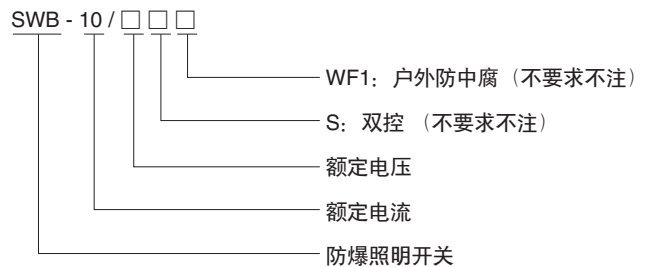 SWB - 10 / □ □ □
WF1：户外防中腐（不要求不注）
S：双控 （不要求不注）
额定电压
额定电流
防爆照明开关